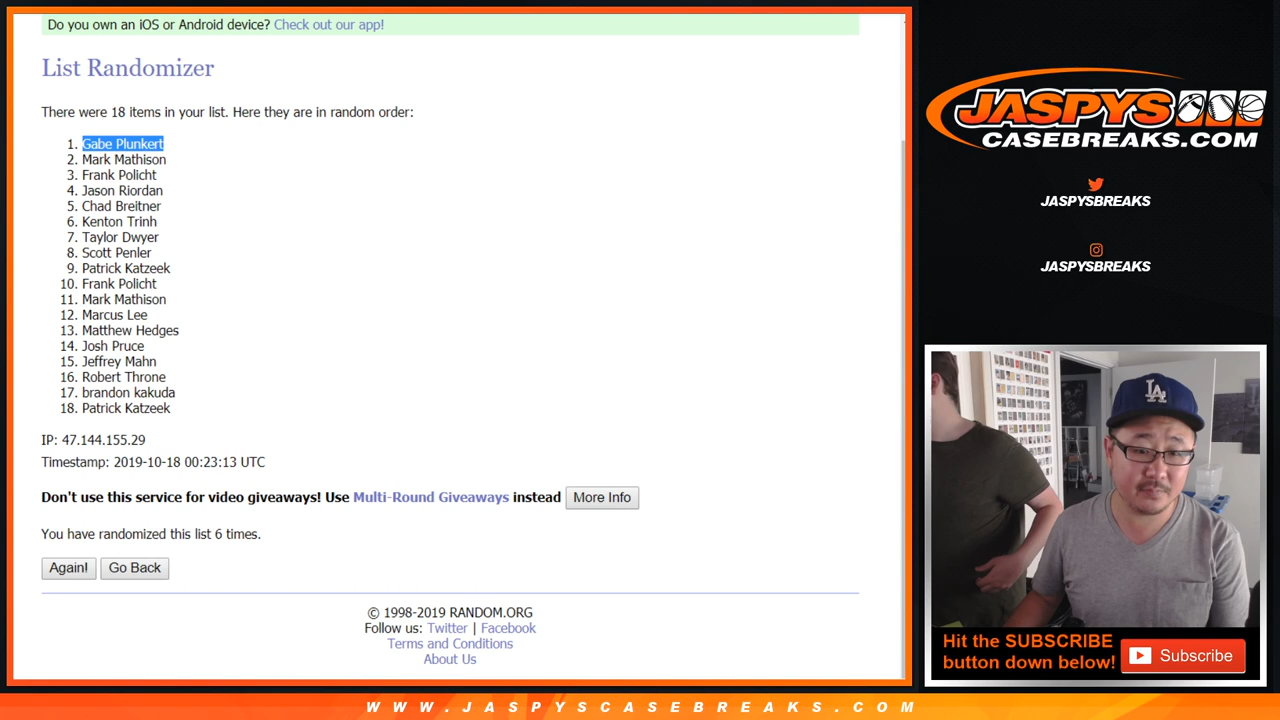 Do you own an iOS or Android device? Check out our app!
List Randomizer
There were 18 items in your list. Here they are in random order:
1. Gabe Plunkert
2. Mark Mathison
3. Frank Policht
4. Jason Riordan
5. Chad Breitner
6. Kenton Trinh
7. Taylor Dwyer
8. Scott Penler
9. Patrick Katzeek
10. Frank Policht
11. Mark Mathison
12. Marcus Lee
13. Matthew Hedges
14. Josh Pruce
15. Jeffrey Mahn
16. Robert Throne
17. brandon kakuda
18. Patrick Katzeek
IP: 47.144.155.29
Timestamp: 2019-10-18 00:23:13 UTC
Don't use this service for video giveaways! Use Multi-Round Giveaways instead More Info
You have randomized this list 6 times.
Again! Go Back
© 1998-2019 RANDOM.ORG
Follow us: Twitter | Facebook
Terms and Conditions
About Us
JASPYS
CASEBREAKS.COM
JASPYSBREAKS
JASPYSBREAKS
LA
Hit the SUBSCRIBE
button down below!
Subscribe
WWW.JASPYSCASEBREAKS.COM